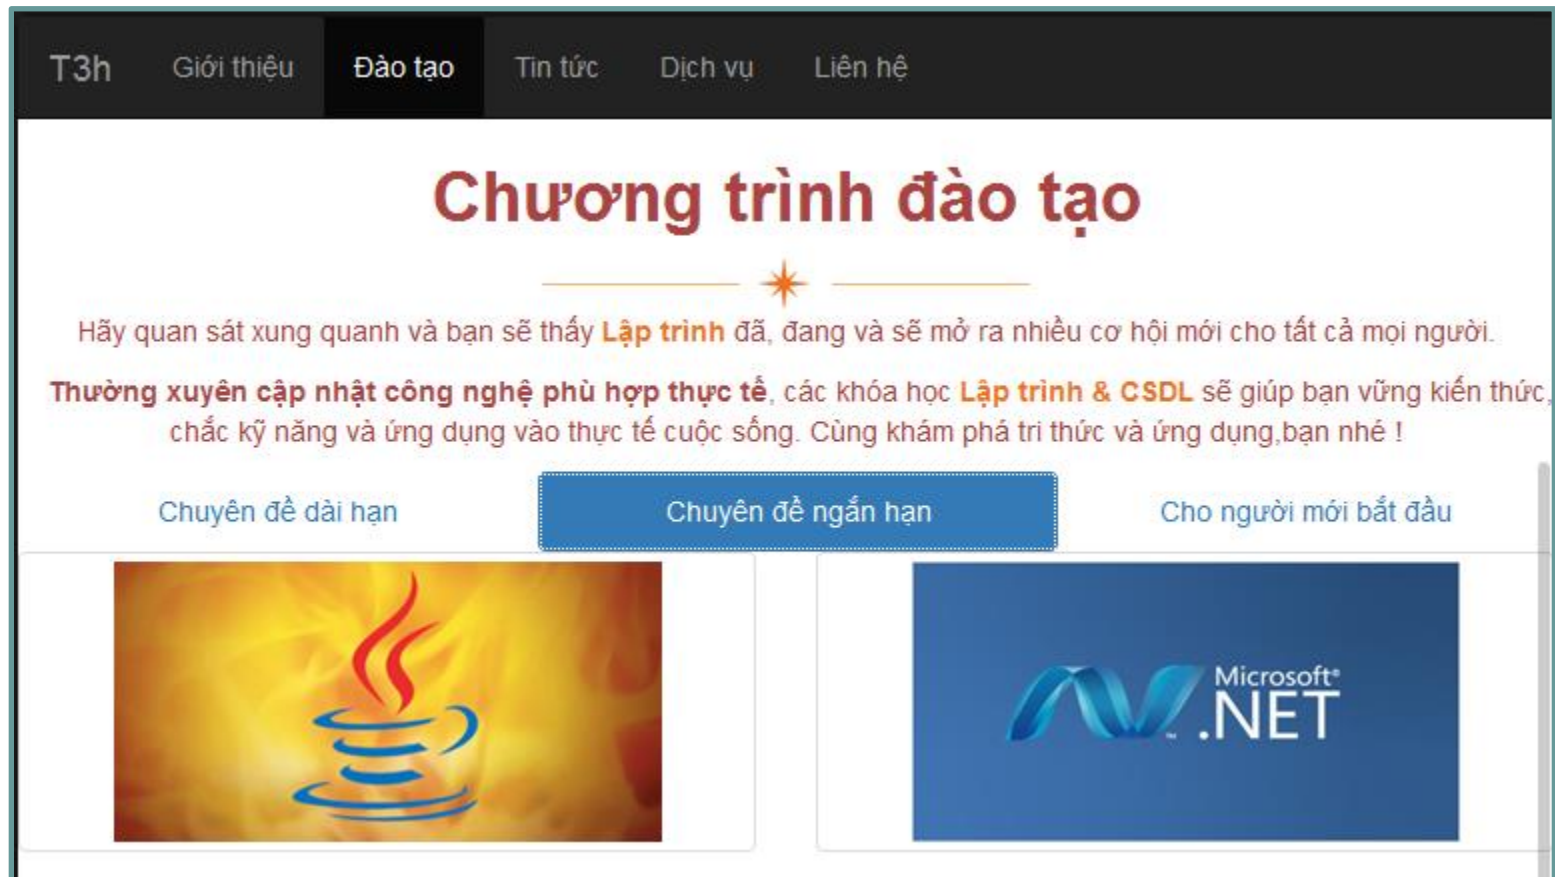 T3h Giới thiệu Đào tạo Tin tức Dịch vụ Liên hệ
Chương trình đào tạo
Hãy quan sát xung quanh và bạn sẽ thấy Lập trình đã, đang và sẽ mở ra nhiều cơ hội mới cho tất cả mọi người.
Thường xuyên cập nhật công nghệ phù hợp thực tế, các khóa học Lập trình & CSDL sẽ giúp bạn vững kiến thức,
chắc kỹ năng và ứng dụng vào thực tế cuộc sống. Cùng khám phá tri thức và ứng dụng,bạn nhé !
Chuyên đề dài hạn Chuyên đề ngắn hạn Cho người mới bắt đầu
Microsoft®
.NET